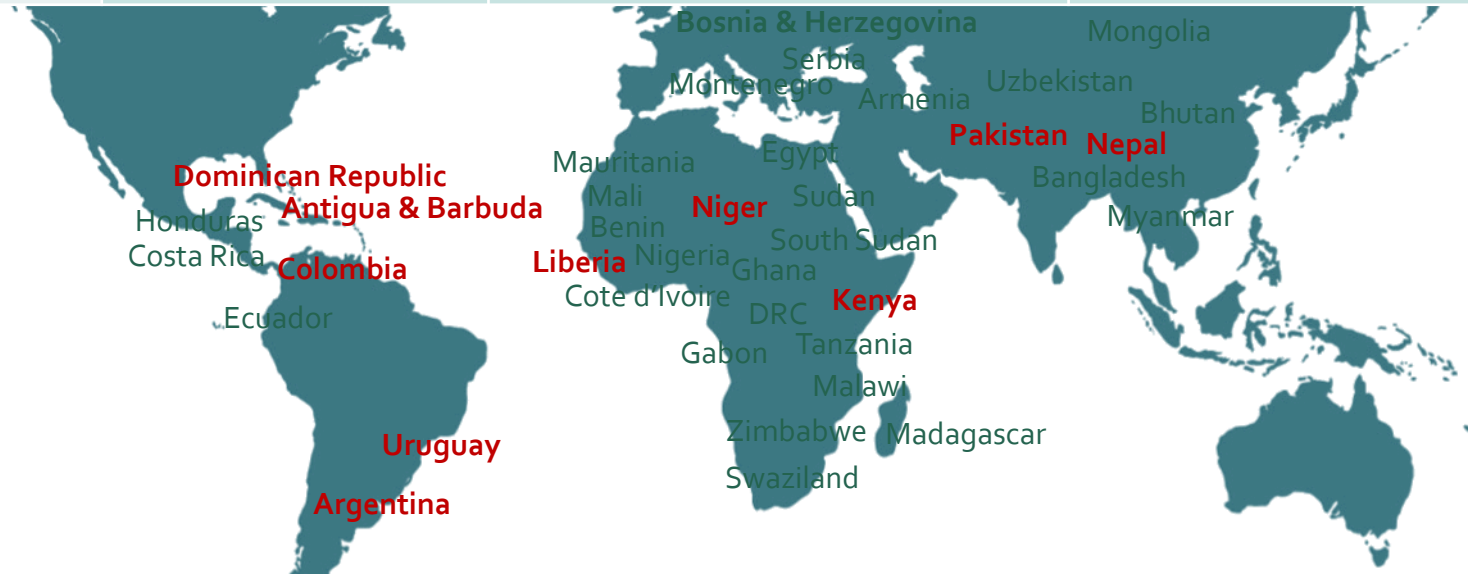 Bosnia & Herzegovina
Mongolia
Serbia
Montenegro
Uzbekistan
Armenia
Bhutan
Pakistan
Nepal
Mauritania
Egypt
Dominican Republic
Bangladesh
Mali
Sudan
Niger
Antigua & Barbuda
Myanmar
Honduras
Benin
South Sudan
Costa Rica
Nigeria
Liberia
Colombia
Ghana
Cote d'Ivoire
Kenya
DRC
Ecuador
Tanzania
Gabon
Malawi
Zimbabwe
Madagascar
Uruguay
Swaziland
Argentina